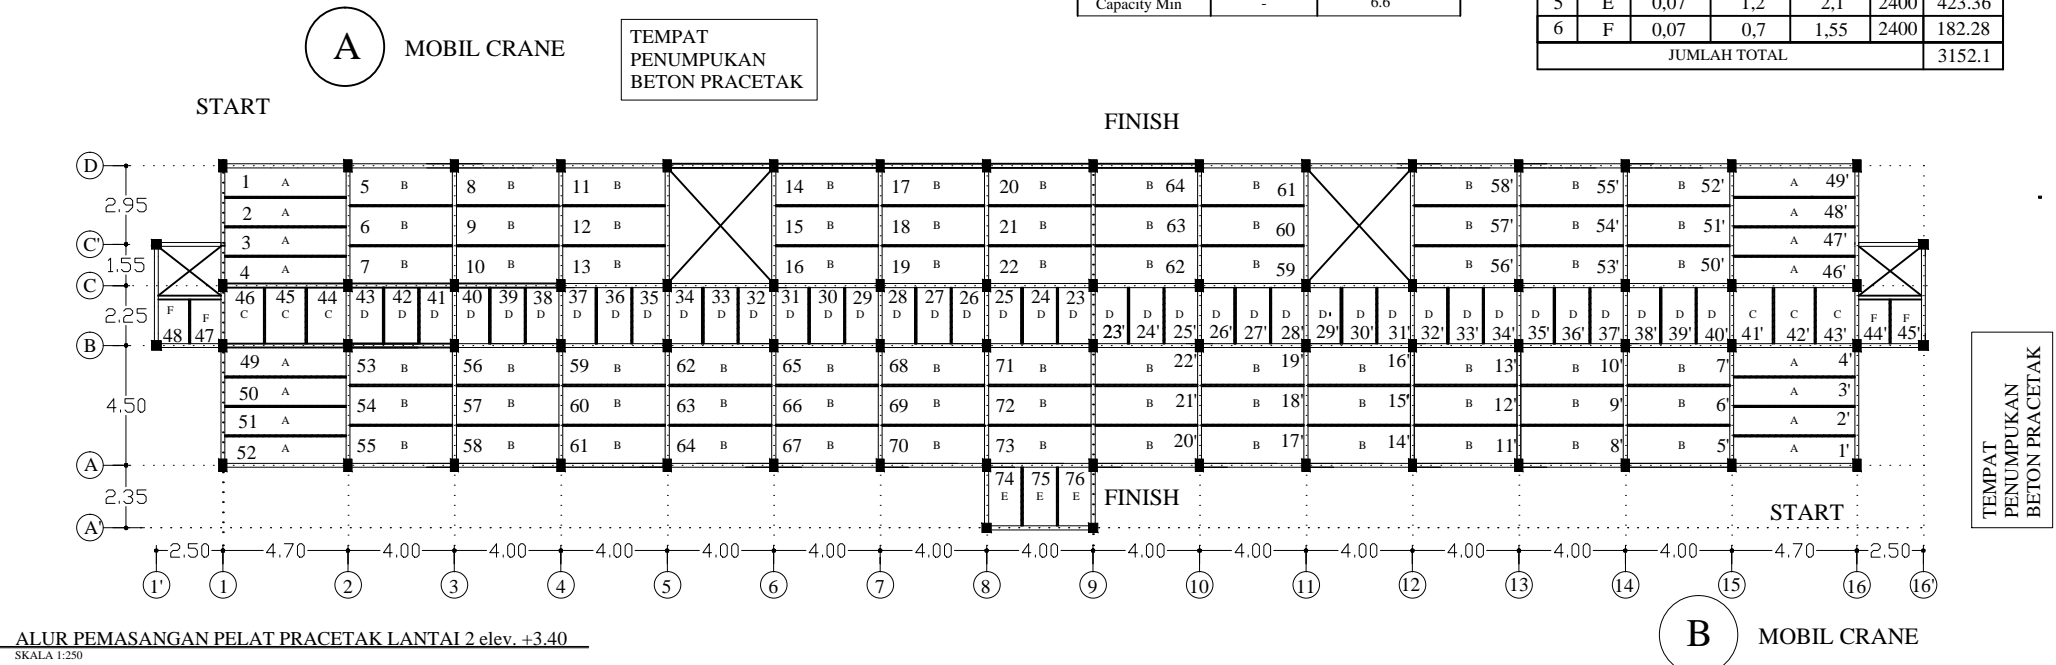 Capacity Min - 6.6
5 E 0,07 1,2 2,1 2400 423.36
6 F 0,07 0,7 1,55 2400 182.28
JUMLAH TOTAL 3152.1
A MOBIL CRANE
TEMPAT
PENUMPUKAN
BETON PRACETAK
START
FINISH
D
2.95
C'
1.55
C
2.25
B
4.50
A
2.35
A'
1 A 5 B 8 B 11 B 14 B 17 B 20 B B 64 B 61 B 58' B 55' B 52' A 49'
2 A 6 B 9 B 12 B 15 B 18 B 21 B B 63 B 60 B 57' B 54' B 51' A 48'
3 A A 47'
4 A 7 B 10 B 13 B 16 B 19 B 22 B B 62 B 59 B 56' B 53' B 50' A 46'
46 45 44 43 42 41 40 39 38 37 36 35 34 33 32 31 30 29 28 27 26 25 24 23
F F C C C D D D D D D D D D D D D D D D D D D D D D
D D D D D D D' D D D D D D D D D D D C C C F F
48 47 23' 24' 25' 26' 27' 28' 29' 30' 31' 32' 33' 34' 35' 36' 37' 38' 39' 40' 41' 42' 43' 44' 45'
49 A 53 B 56 B 59 B 62 B 65 B 68 B 71 B B 22' B 19' B 16' B 13' B 10' B 7' A 4'
50 A A 3'
54 B 57 B 60 B 63 B 66 B 69 B 72 B B 21' B 18' B 15' B 12' B 9' B 6'
51 A A 2'
52 A 55 B 58 B 61 B 64 B 67 B 70 B 73 B B 20' B 17' B 14' B 11' B 8' B 5' A 1'
74 75 76
E E E
FINISH
START
TEMPAT
PENUMPUKAN
BETON PRACETAK
2.50 4.70 4.00 4.00 4.00 4.00 4.00 4.00 4.00 4.00 4.00 4.00 4.00 4.00 4.00 4.70 2.50
1' 1 2 3 4 5 6 7 8 9 10 11 12 13 14 15 16 16'
B MOBIL CRANE
ALUR PEMASANGAN PELAT PRACETAK LANTAI 2 elev. +3.40
SKALA 1:250